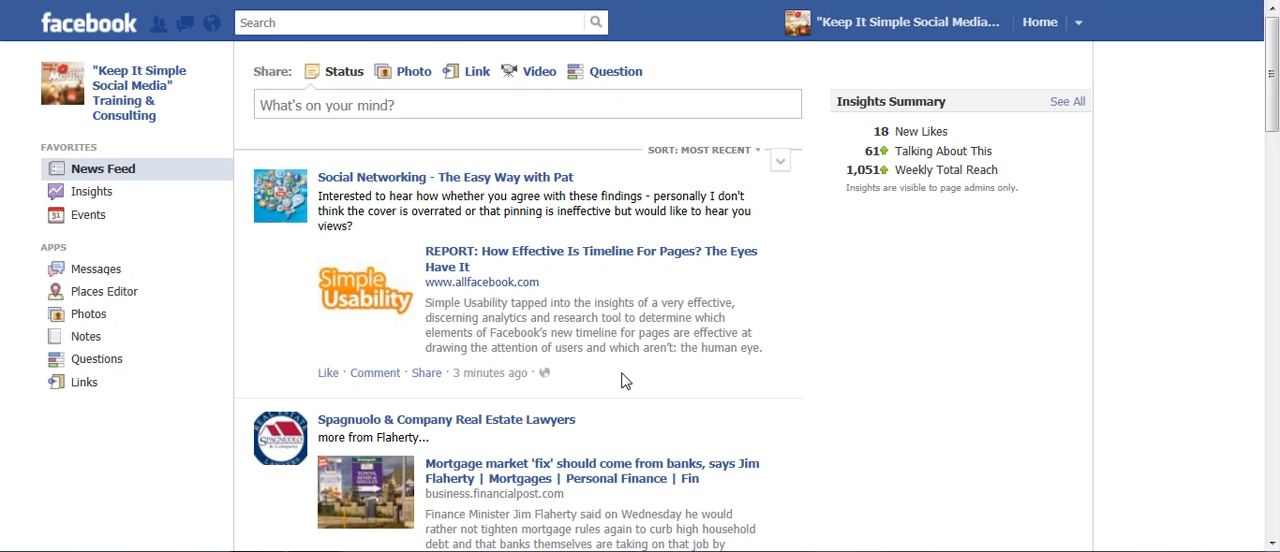 facebook
Search
"Keep It Simple Social Media...
Home
"Keep It Simple
Social Media"
Training &
Consulting
FAVORITES
News Feed
Insights
31 Events
APPS
Messages
Places Editor
Photos
Notes
Questions
Links
Share: Status Photo Link Video Question
What's on your mind?
SORT: MOST RECENT
Social Networking - The Easy Way with Pat
Interested to hear how whether you agree with these findings - personally I don't
think the cover is overrated or that pinning is ineffective but would like to hear you
views?
Simple
Usability
REPORT: How Effective Is Timeline For Pages? The Eyes
Have It
www.allfacebook.com
Simple Usability tapped into the insights of a very effective,
discerning analytics and research tool to determine which
elements of Facebook's new timeline for pages are effective at
drawing the attention of users and which aren't: the human eye.
Like · Comment · Share · 3 minutes ago ·
Spagnuolo & Company Real Estate Lawyers
more from Flaherty...
Mortgage market 'fix' should come from banks, says Jim
Flaherty | Mortgages | Personal Finance | Fin
business.financialpost.com
Finance Minister Jim Flaherty said on Wednesday he would
rather not tighten mortgage rules again to curb high household
debt and that banks themselves are taking on that job by
Insights Summary See All
18 New Likes
61 Talking About This
1,051 Weekly Total Reach
Insights are visible to page admins only.